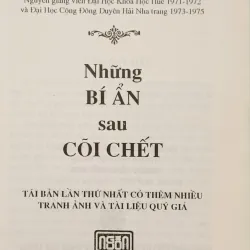 Nguyên giảng viên Đại Học Khoa Học Huế 1971-1972
và Đại Học Cộng Đồng Duyên Hải Nha trang 1973-1975
Những
BÍ ẨN
sau
CÕI CHẾT
TÁI BẢN LẦN THỨ NHẤT CÓ THÊM NHIỀU
TRANH ẢNH VÀ TÀI LIỆU QUÝ GIÁ